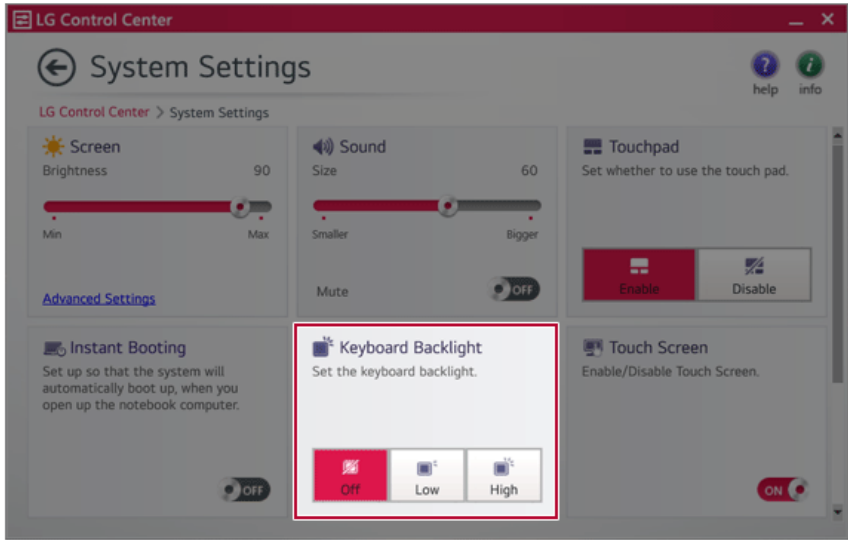 LG Control Center
System Settings
help
info
LG Control Center > System Settings
Screen
Brightness 90
Min Max
Advanced Settings
Sound
Size 60
Smaller Bigger
Mute OFF
Touchpad
Set whether to use the touch pad.
Enable Disable
Instant Booting
Set up so that the system will
automatically boot up, when you
open up the notebook computer.
OFF
Keyboard Backlight
Set the keyboard backlight.
Off Low High
Touch Screen
Enable/Disable Touch Screen.
ON